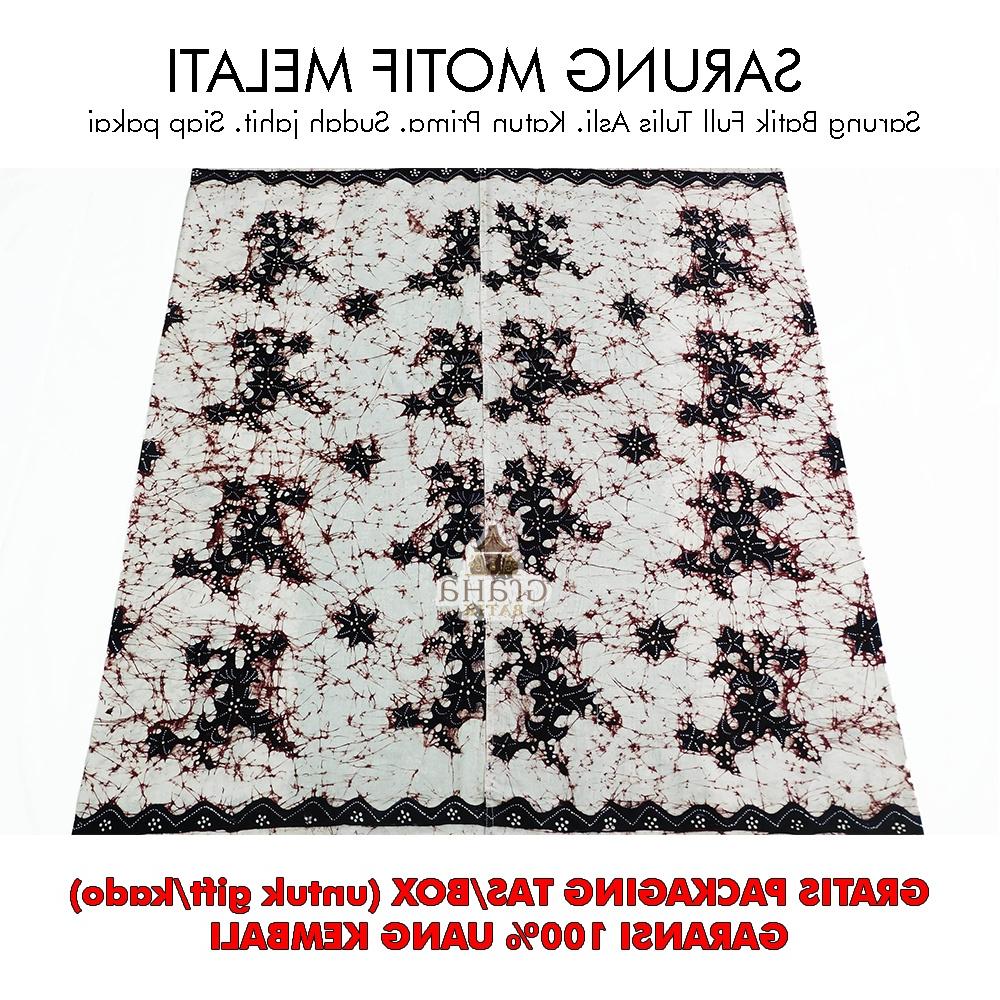 SARUNG MOTIF MELATI
Sarung Batik Full Tulis Asli. Katun Prima. Sudah jahit. Siap pakai
Graha
BATIK
GRATIS PACKAGING TAS/BOX (untuk gift/kado)
GARANSI 100% UANG KEMBALI